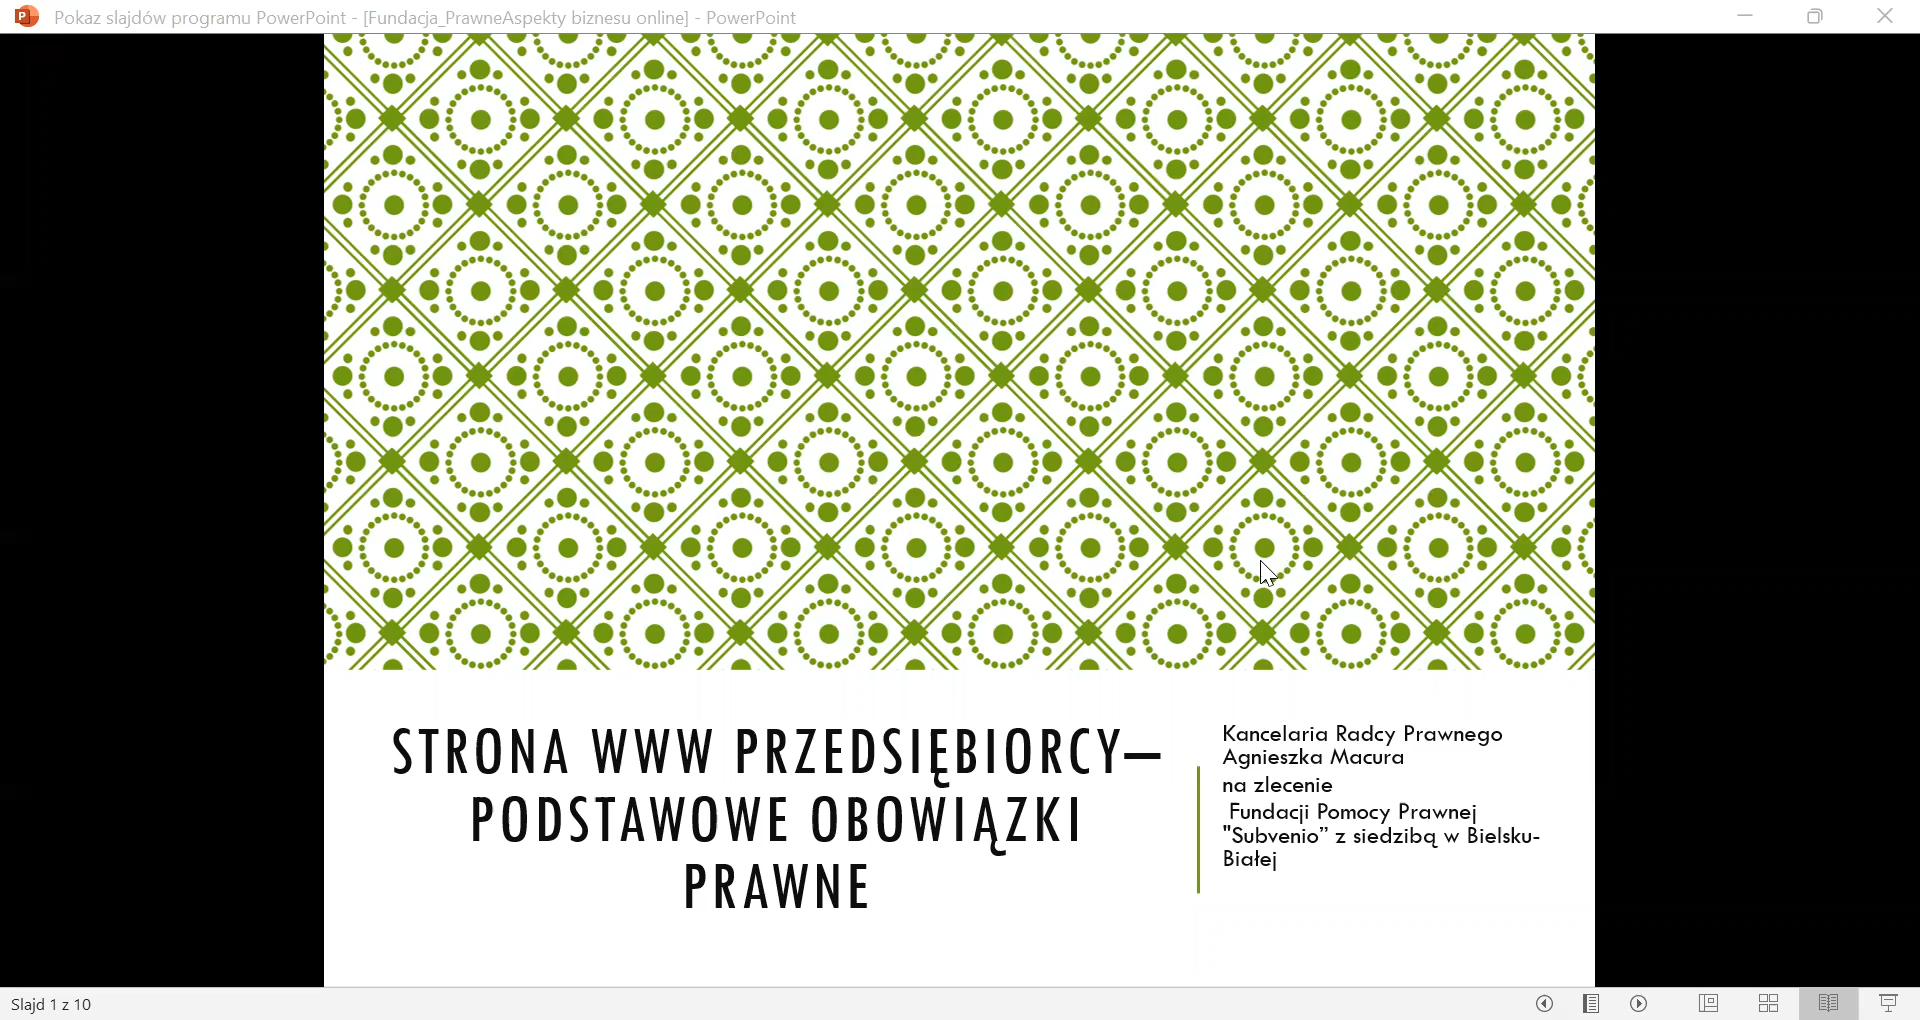 Pokaz slajdów programu PowerPoint - [Fundacja_PrawneAspekty biznesu online] - PowerPoint
STRONA WWW PRZEDSIĘBIORCY–
PODSTAWOWE OBOWIĄZKI
PRAWNE
Kancelaria Radcy Prawnego
Agnieszka Macura
na zlecenie
Fundacji Pomocy Prawnej
"Subvenio” z siedzibą w Bielsku-
Białej
Slajd 1 z 10